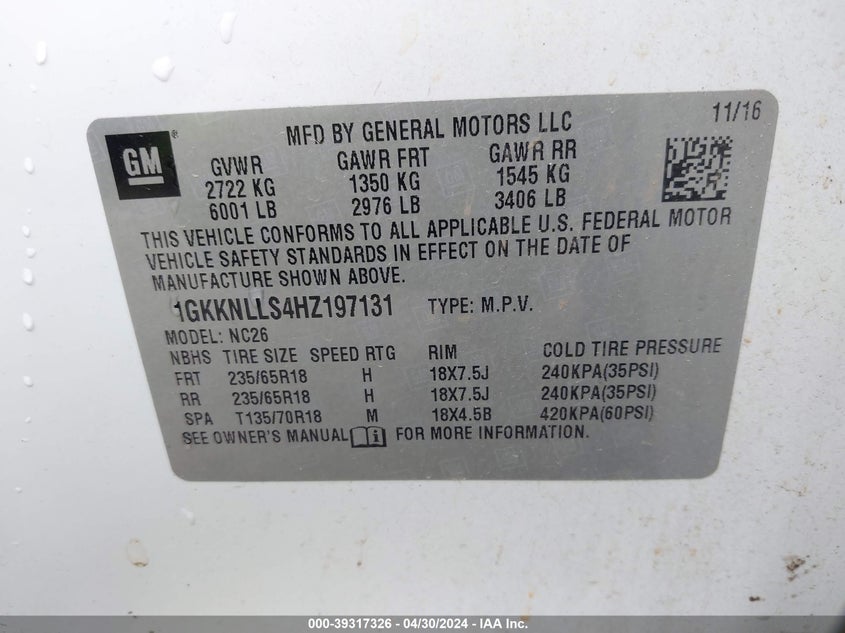 11/16
GM®
MFD BY GENERAL MOTORS LLC
GVWR GAWR FRT GAWR RR
2722 KG 1350 KG 1545 KG
6001 LB 2976 LB 3406 LB
THIS VEHICLE CONFORMS TO ALL APPLICABLE U.S. FEDERAL MOTOR
VEHICLE SAFETY STANDARDS IN EFFECT ON THE DATE OF
MANUFACTURE SHOWN ABOVE.
1GKKNLLS4HZ197131 TYPE: M.P.V.
MODEL: NC26
NBHS TIRE SIZE SPEED RTG RIM COLD TIRE PRESSURE
FRT 235/65R18 H 18X7.5J 240KPA(35PSI)
RR 235/65R18 H 18X7.5J 240KPA(35PSI)
SPA T135/70R18 M 18X4.5B 420KPA(60PSI)
SEE OWNER'S MANUAL FOR MORE INFORMATION.
000-39317326 / 04/30/2024 - IAA Inc.